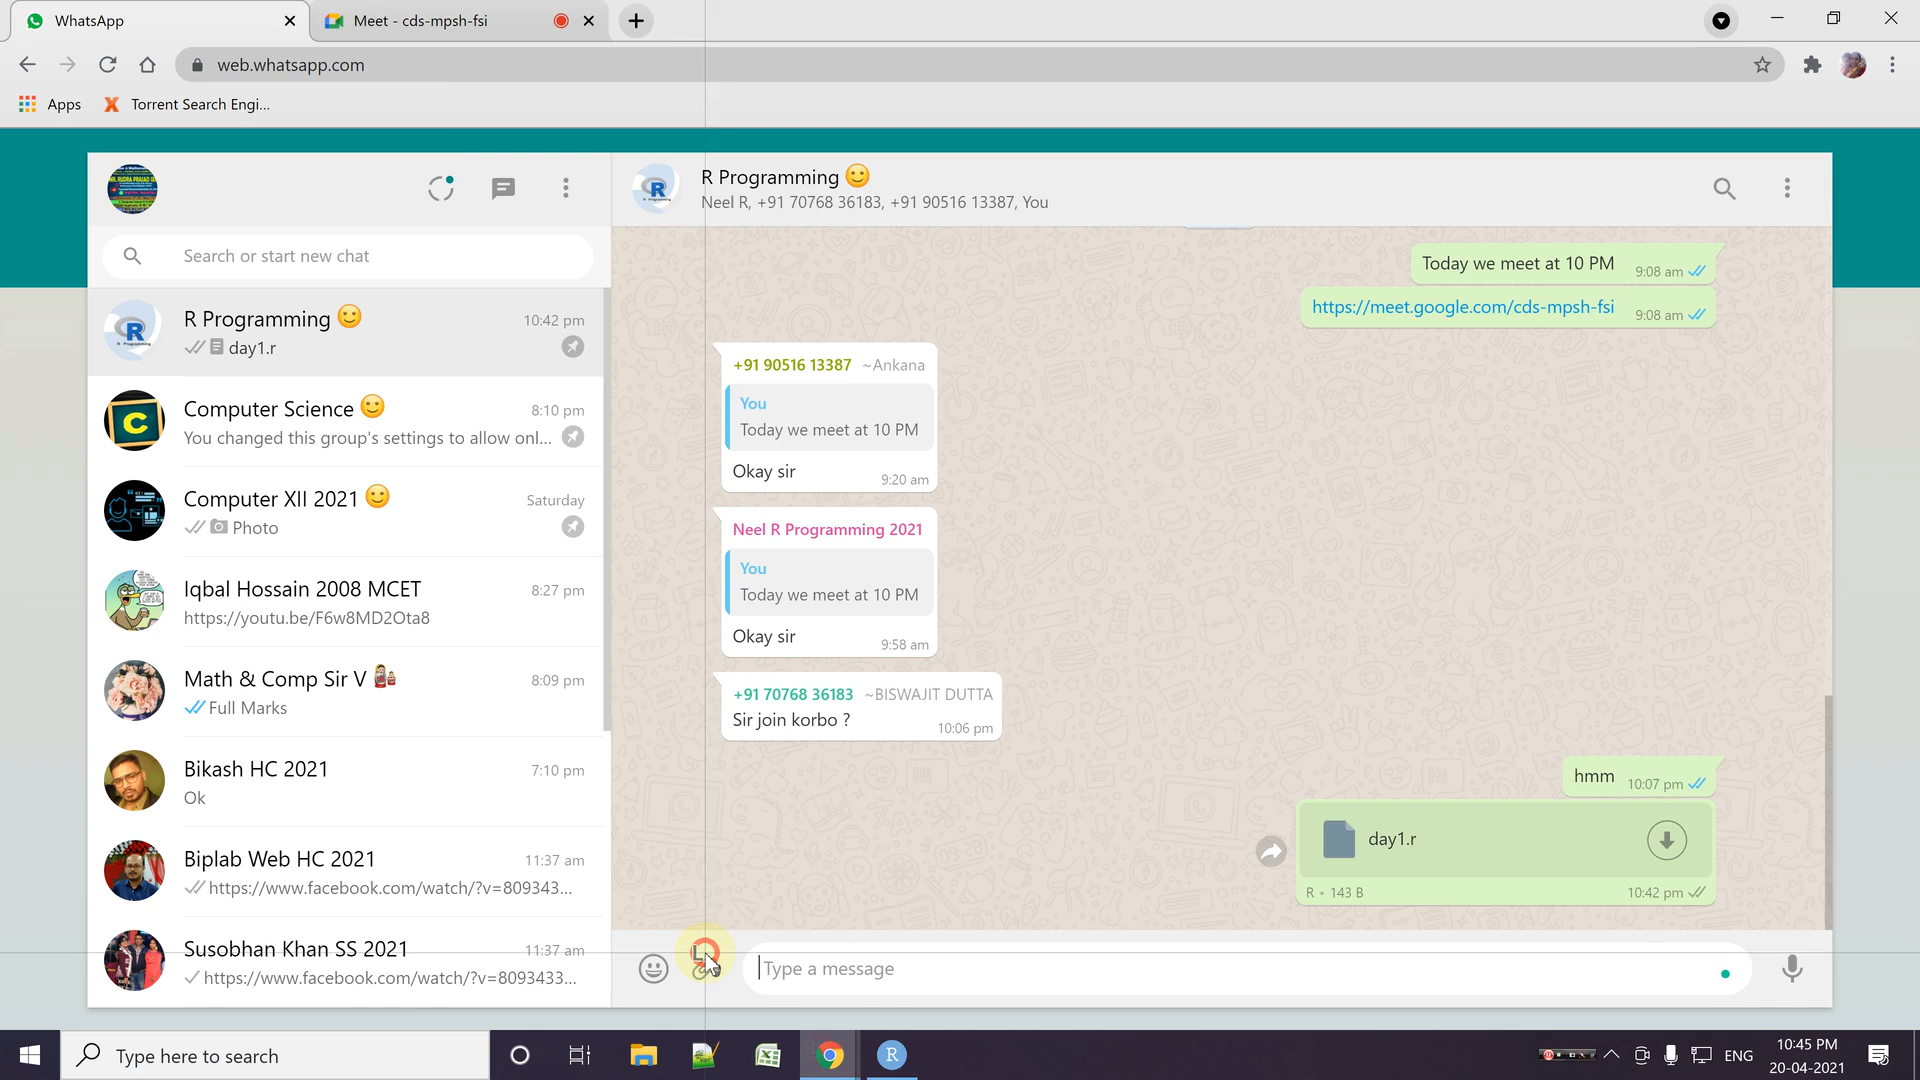 WhatsApp
Meet - cds-mpsh-fsi
web.whatsapp.com
Apps
Torrent Search Engi...
Search or start new chat
R Programming
10:42 pm
day1.r
Computer Science
8:10 pm
You changed this group's settings to allow onl...
Computer XII 2021
Saturday
Photo
Iqbal Hossain 2008 MCET
8:27 pm
https://youtu.be/F6w8MD2Ota8
Math & Comp Sir V
8:09 pm
Full Marks
Bikash HC 2021
7:10 pm
Ok
Biplab Web HC 2021
11:37 am
https://www.facebook.com/watch/?v=809343...
Susobhan Khan SS 2021
11:37 am
https://www.facebook.com/watch/?v=8093433...
R Programming
Neel R, +91 70768 36183, +91 90516 13387, You
Today we meet at 10 PM
9:08 am
https://meet.google.com/cds-mpsh-fsi
9:08 am
+91 90516 13387 ~Ankana
You
Today we meet at 10 PM
Okay sir
9:20 am
Neel R Programming 2021
You
Today we meet at 10 PM
Okay sir
9:58 am
+91 70768 36183 ~BISWAJIT DUTTA
Sir join korbo ?
10:06 pm
hmm
10:07 pm
day1.r
R • 143 B
10:42 pm
Type a message
Type here to search
ENG
10:45 PM
20-04-2021